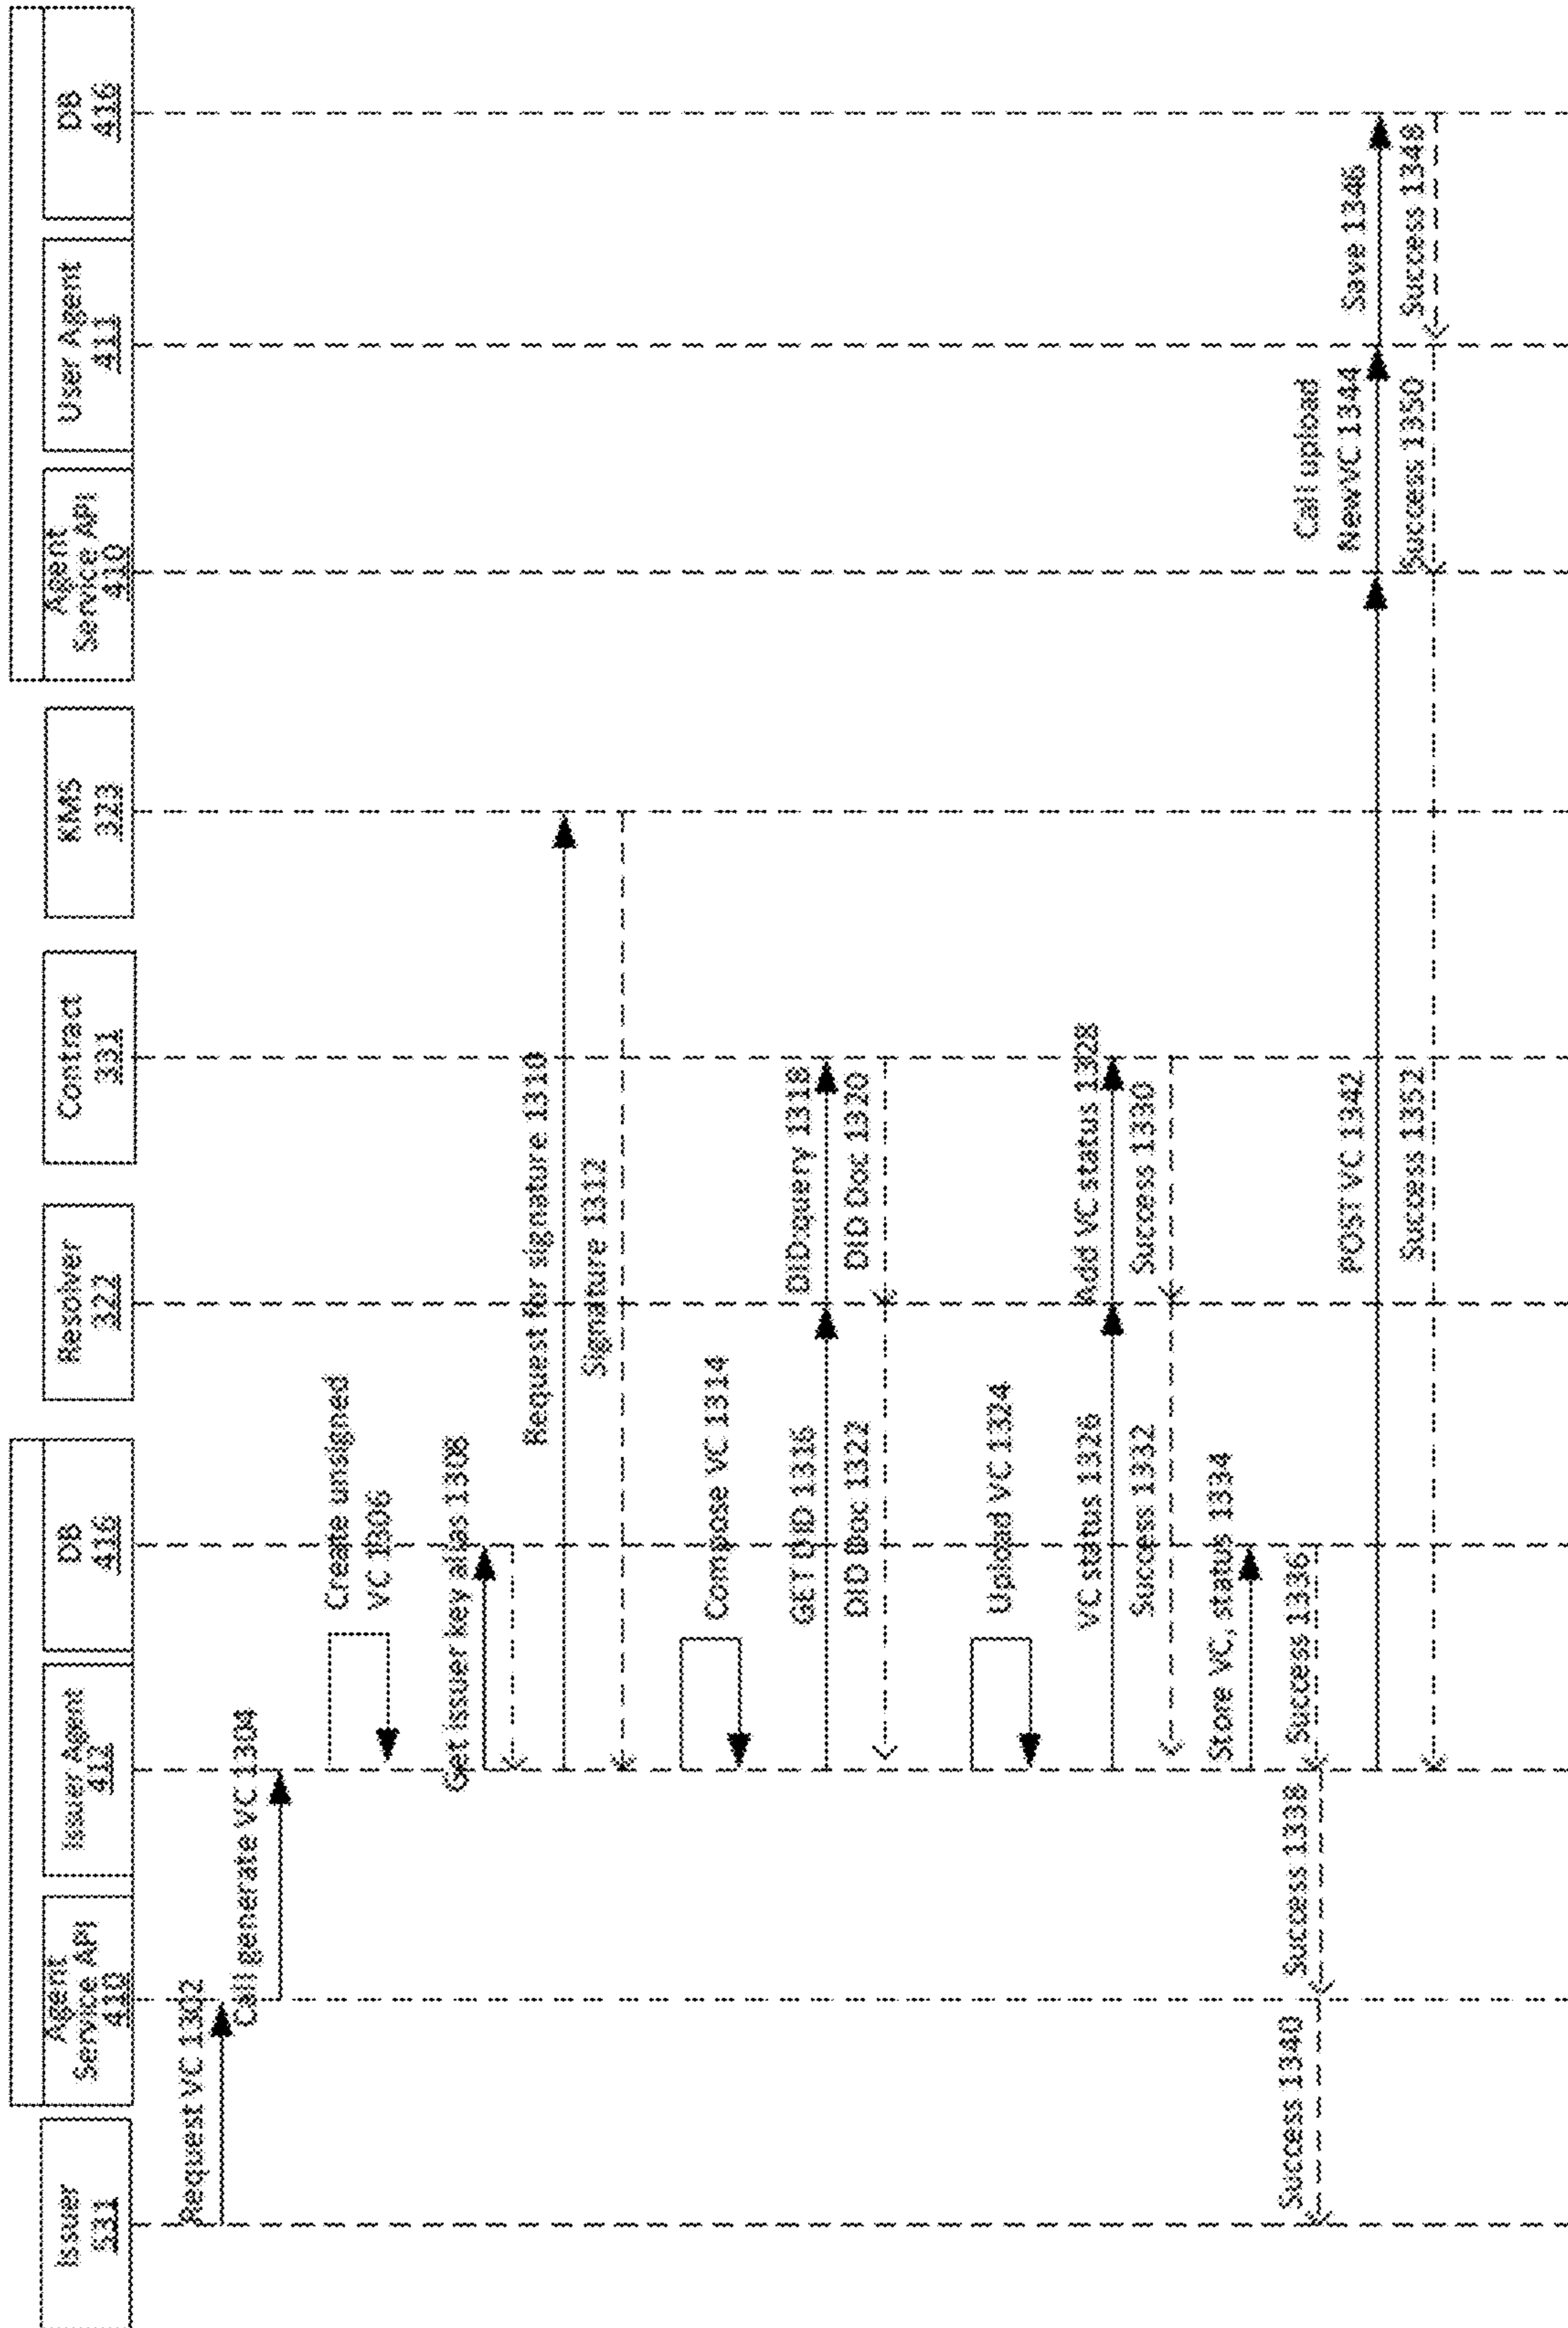 Issuer
531
Agent
Service API
410
Issuer Agent
412
DB
416
Resolver
322
Contract
331
KMS
323
Agent
Service API
410
User Agent
411
DB
416
Request VC 1302
Call generate VC 1304
Create unsigned
VC 1306
Get issuer key alias 1308
Request for signature 1310
Signature 1312
Compose VC 1314
GET DID 1316
DID:query 1318
DID Doc 1322
DID Doc 1320
Upload VC 1324
VC status 1326
Add VC status 1328
Success 1332
Success 1330
Store VC, status 1334
Success 1340
Success 1338
Success 1336
POST VC 1342
Call upload
NewVC 1344
Save 1346
Success 1352
Success 1350
Success 1348